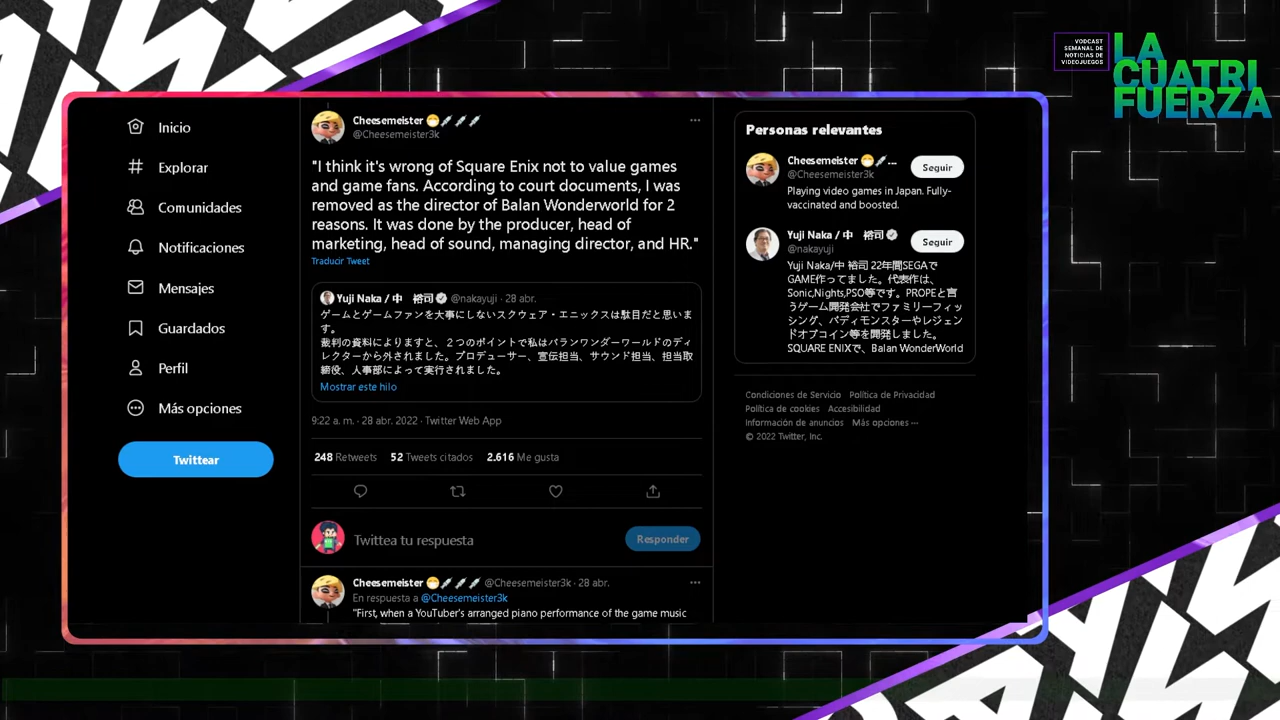 VODCAST
SEMANAL DE
NOTICIAS DE
VIDEOJUEGOS
LA
CUATRI
FUERZA
Inicio
Explorar
Comunidades
Notificaciones
Mensajes
Guardados
Perfil
Más opciones
Twittear
Cheesemeister
@Cheesemeister3k
"I think it's wrong of Square Enix not to value games
and game fans. According to court documents, I was
removed as the director of Balan Wonderworld for 2
reasons. It was done by the producer, head of
marketing, head of sound, managing director, and HR."
Traducir Tweet
Yuji Naka / 中 裕司 @nakayuji · 28 abr.
ゲームとゲームファンを大事にしないスクウェア・エニックスは駄目だと思いま
す。
裁判の資料によりますと、２つのポイントで私はバランワンダーワールドのディ
レクターから外されました。プロデューサー、宣伝担当、サウンド担当、担当取
締役、人事部によって実行されました。
Mostrar este hilo
9:22 a. m. · 28 abr. 2022 · Twitter Web App
248 Retweets 52 Tweets citados 2.616 Me gusta
Twittea tu respuesta
Responder
Cheesemeister @Cheesemeister3k · 28 abr.
En respuesta a @Cheesemeister3k
"First, when a YouTuber's arranged piano performance of the game music
Personas relevantes
Cheesemeister ...
@Cheesemeister3k
Seguir
Playing video games in Japan. Fully-
vaccinated and boosted.
Yuji Naka / 中 裕司
@nakayuji
Seguir
Yuji Naka/中 裕司 22年間SEGAで
GAME作ってました。代表作は、
Sonic,Nights,PSO等です。PROPEと言
うゲーム開発会社でファミリーフィッ
シング、バディモンスターやレジェン
ドオブコイン等を開発しました。
SQUARE ENIXで、Balan WonderWorld
Condiciones de Servicio Política de Privacidad
Política de cookies Accesibilidad
Información de anuncios Más opciones ···
© 2022 Twitter, Inc.